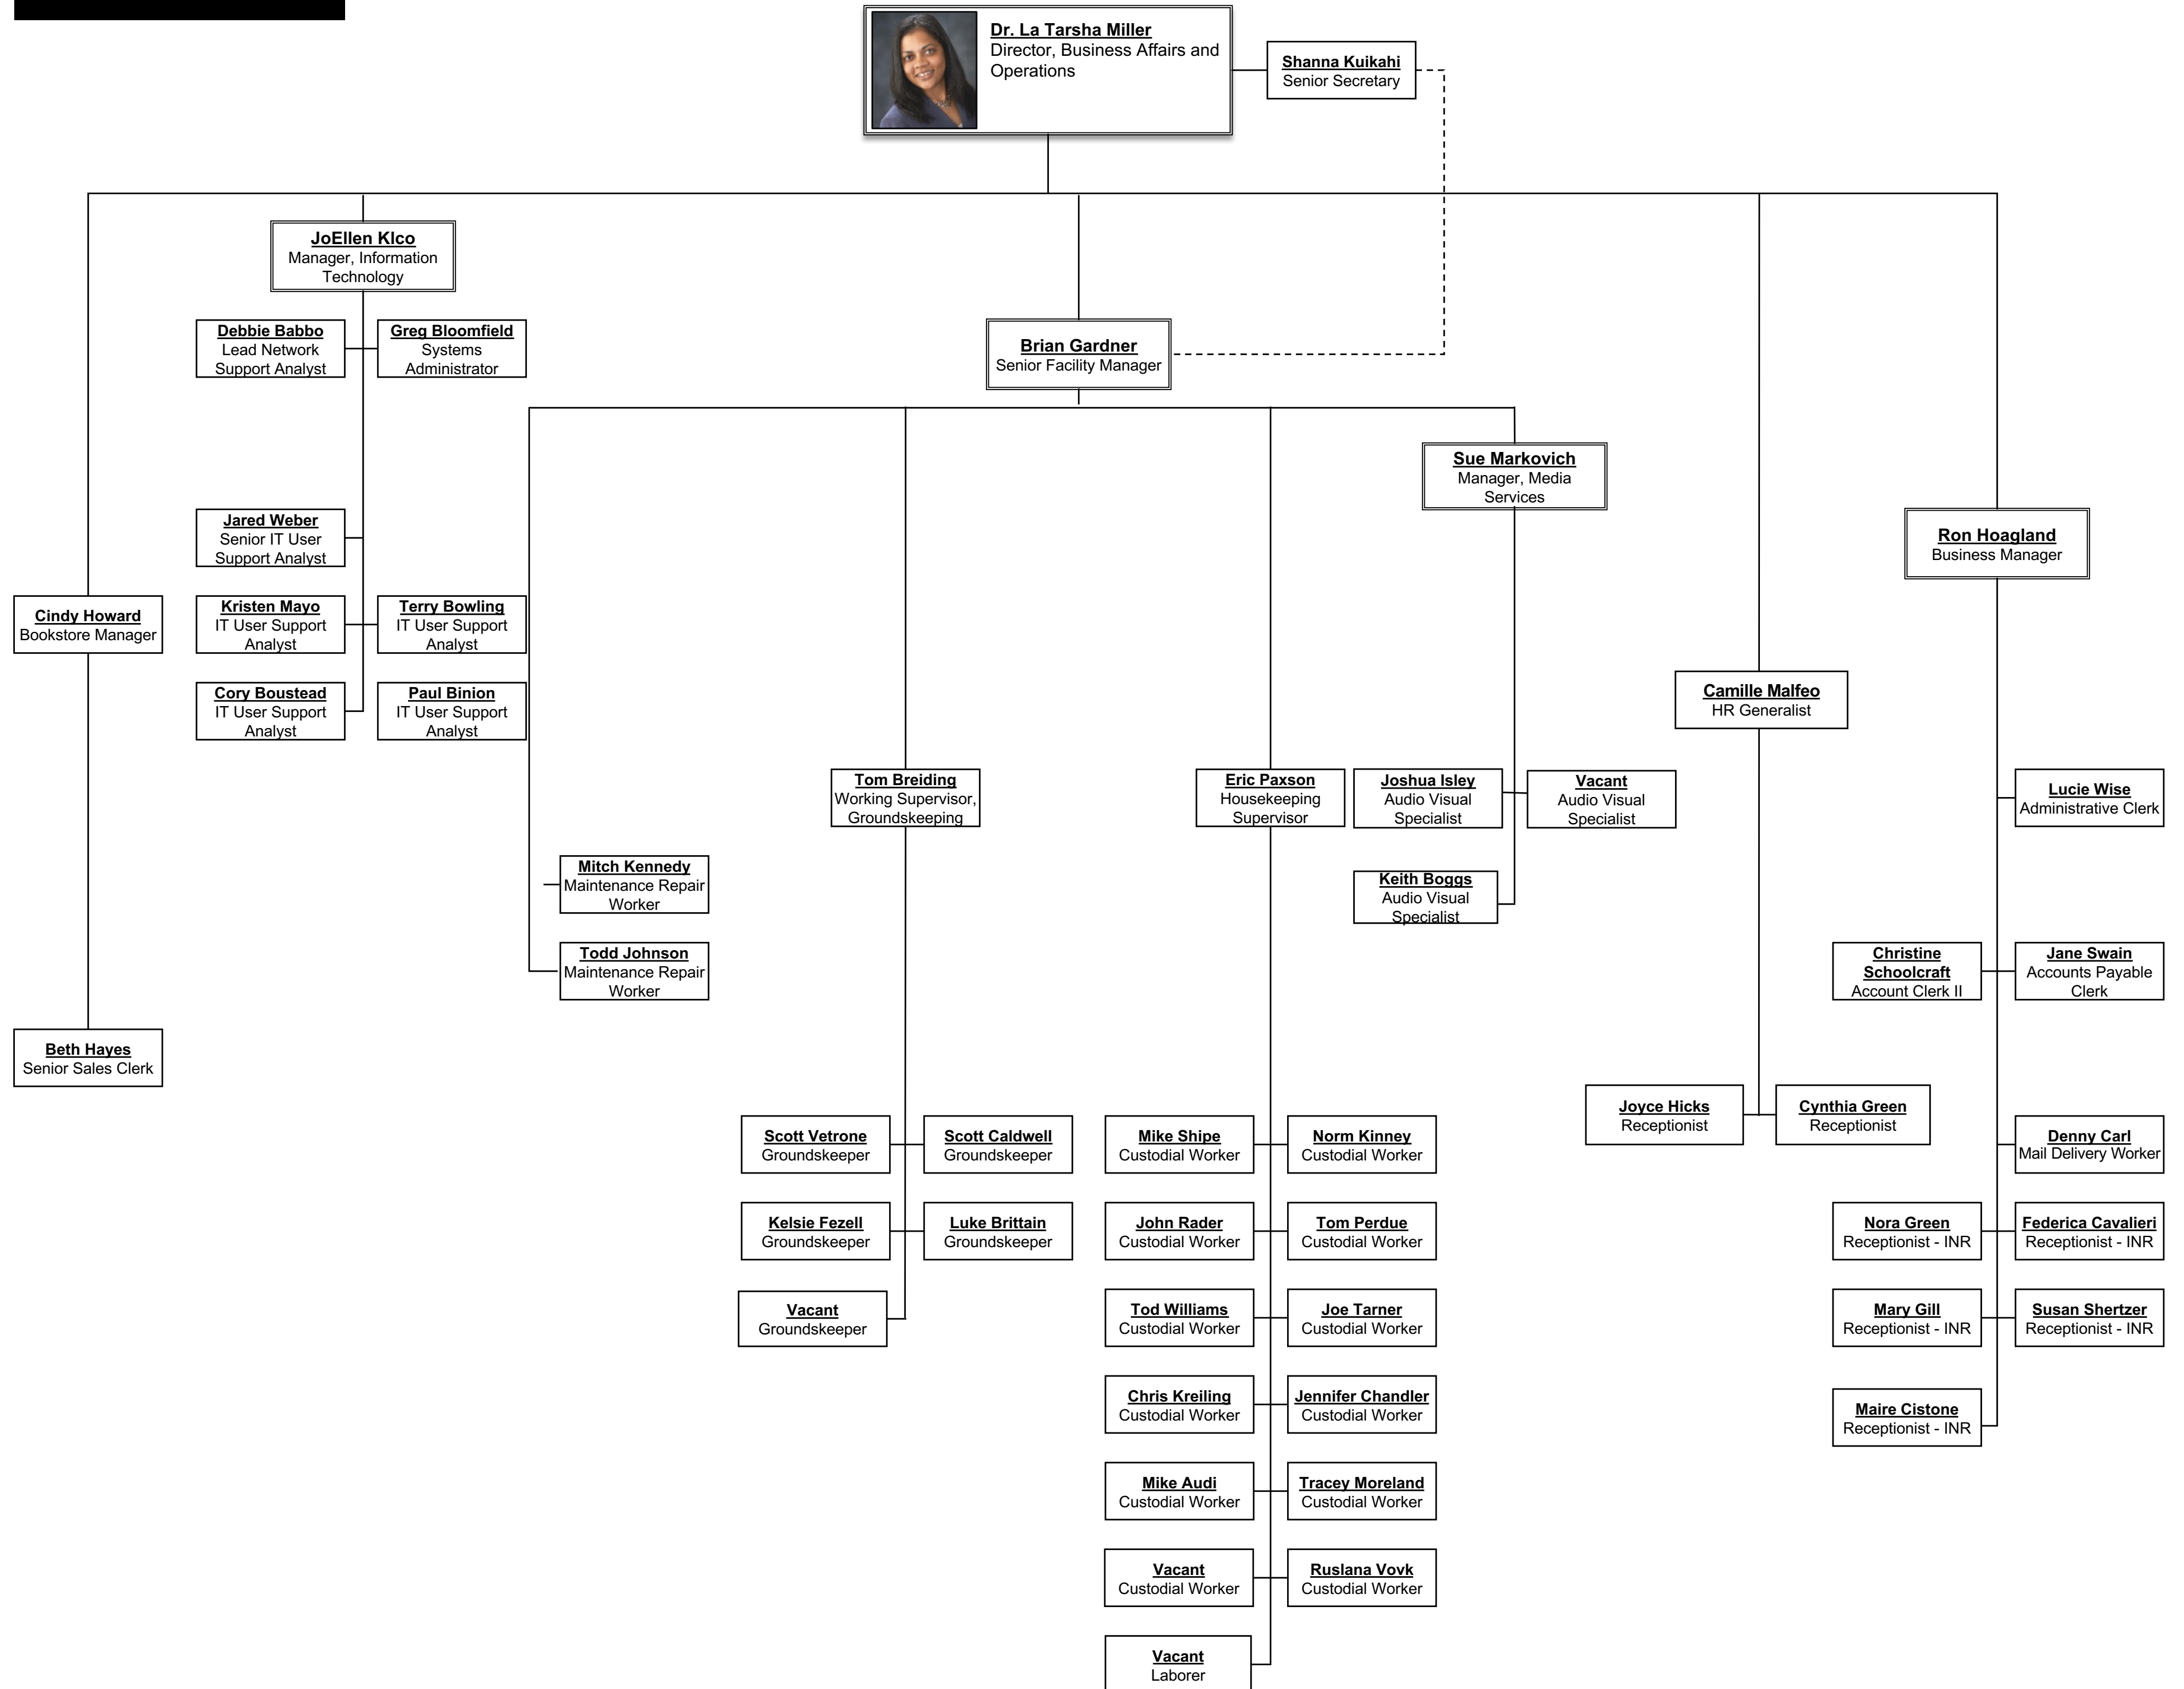 Dr. La Tarsha Miller
Director, Business Affairs and
Operations
Shanna Kuikahi
Senior Secretary
JoEllen Klco
Manager, Information
Technology
Debbie Babbo
Lead Network
Support Analyst
Greg Bloomfield
Systems
Administrator
Brian Gardner
Senior Facility Manager
Sue Markovich
Manager, Media
Services
Jared Weber
Senior IT User
Support Analyst
Ron Hoagland
Business Manager
Cindy Howard
Bookstore Manager
Kristen Mayo
IT User Support
Analyst
Terry Bowling
IT User Support
Analyst
Cory Boustead
IT User Support
Analyst
Paul Binion
IT User Support
Analyst
Camille Malfeo
HR Generalist
Tom Breiding
Working Supervisor,
Groundskeeping
Eric Paxson
Housekeeping
Supervisor
Joshua Isley
Audio Visual
Specialist
Vacant
Audio Visual
Specialist
Lucie Wise
Administrative Clerk
Mitch Kennedy
Maintenance Repair
Worker
Keith Boggs
Audio Visual
Specialist
Todd Johnson
Maintenance Repair
Worker
Christine
Schoolcraft
Account Clerk II
Jane Swain
Accounts Payable
Clerk
Beth Hayes
Senior Sales Clerk
Joyce Hicks
Receptionist
Cynthia Green
Receptionist
Scott Vetrone
Groundskeeper
Scott Caldwell
Groundskeeper
Mike Shipe
Custodial Worker
Norm Kinney
Custodial Worker
Denny Carl
Mail Delivery Worker
Kelsie Fezell
Groundskeeper
Luke Brittain
Groundskeeper
John Rader
Custodial Worker
Tom Perdue
Custodial Worker
Nora Green
Receptionist - INR
Federica Cavalieri
Receptionist - INR
Vacant
Groundskeeper
Tod Williams
Custodial Worker
Joe Tarner
Custodial Worker
Mary Gill
Receptionist - INR
Susan Shertzer
Receptionist - INR
Chris Kreiling
Custodial Worker
Jennifer Chandler
Custodial Worker
Maire Cistone
Receptionist - INR
Mike Audi
Custodial Worker
Tracey Moreland
Custodial Worker
Vacant
Custodial Worker
Ruslana Vovk
Custodial Worker
Vacant
Laborer